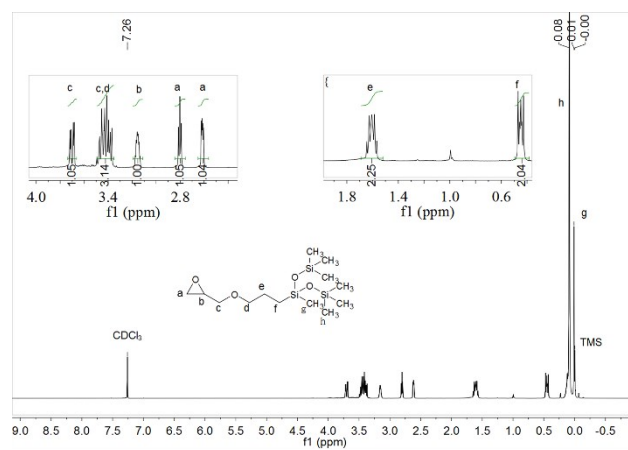 7.26
0.08
0.01
-0.00
c
c,d
b
a
a
1.05
3.14
1.00
1.05
1.04
4.0
3.4
2.8
f1 (ppm)
e
f
2.25
2.04
1.8
1.2
0.6
f1 (ppm)
h
g
TMS
CDCl₃
O
a
b
c
O
d
e
f
Si
g
CH₃
O
Si
CH₃
CH₃
CH₃
O
Si
CH₃
CH₃
CH₃
h
9.0 8.5 8.0 7.5 7.0 6.5 6.0 5.5 5.0 4.5 4.0 3.5 3.0 2.5 2.0 1.5 1.0 0.5 0.0 -0.5
f1 (ppm)